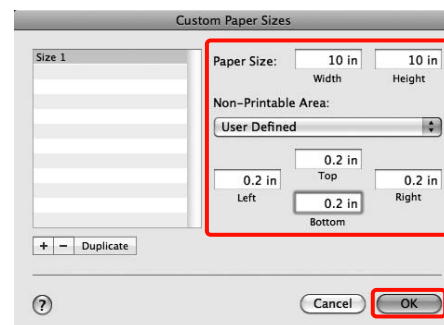 Custom Paper Sizes
Size 1
Paper Size: 10 in 10 in
Width Height
Non-Printable Area:
User Defined
0.2 in
Top
0.2 in 0.2 in
Left Right
0.2 in
Bottom
+ − Duplicate
? Cancel OK